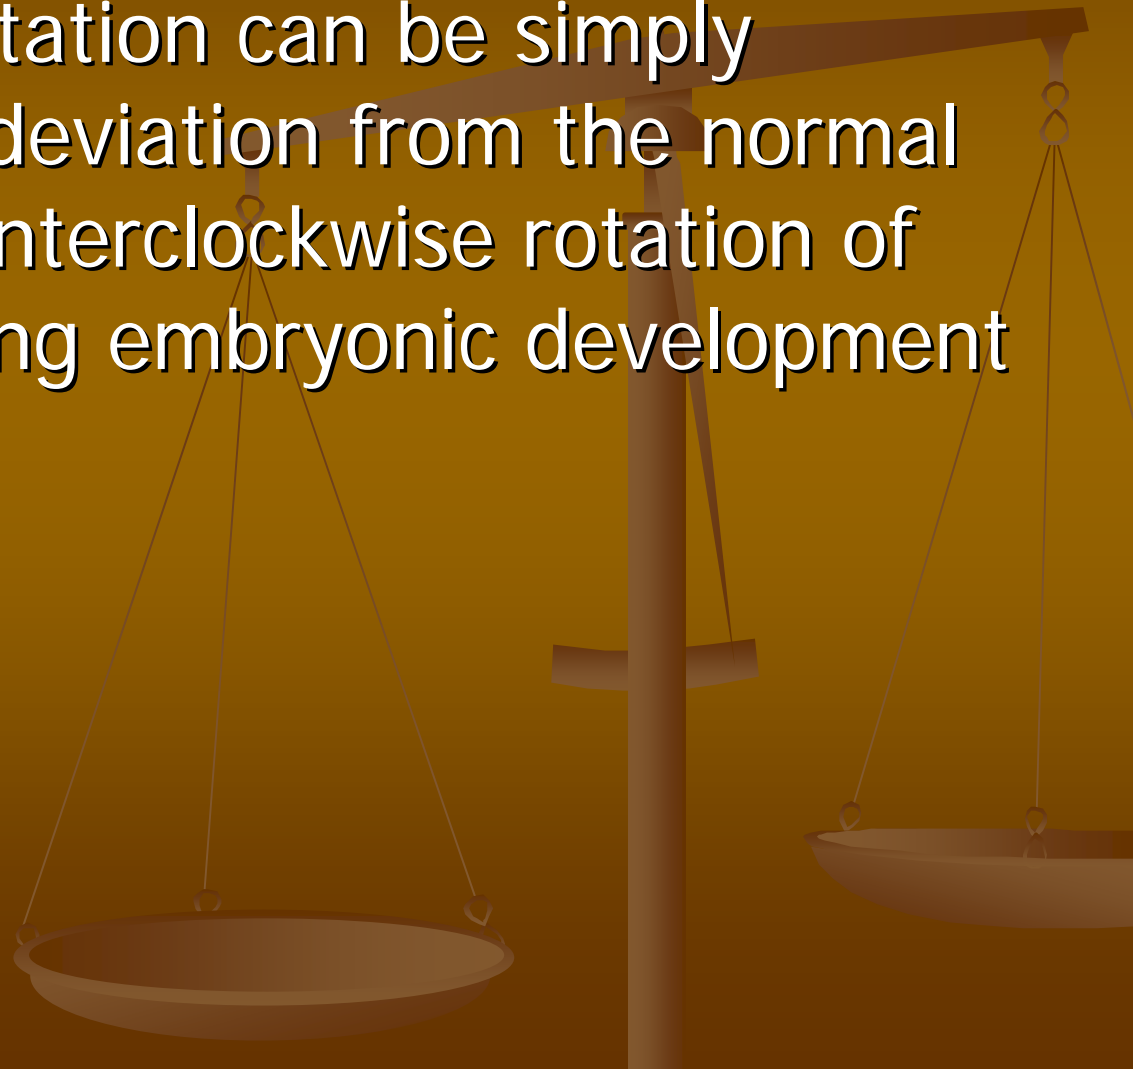 tation can be simply
deviation from the normal
nterclockwise rotation of
ng embryonic development